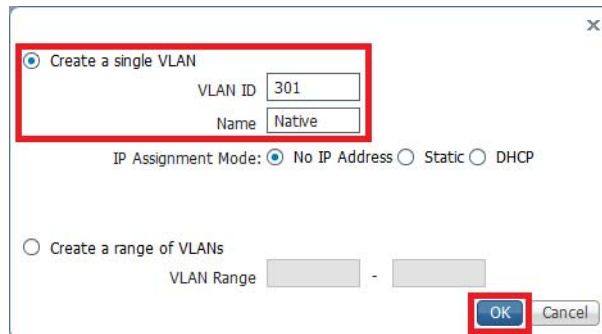 Create a single VLAN
VLAN ID 301
Name Native
IP Assignment Mode: No IP Address Static DHCP
Create a range of VLANs
VLAN Range -
OK Cancel